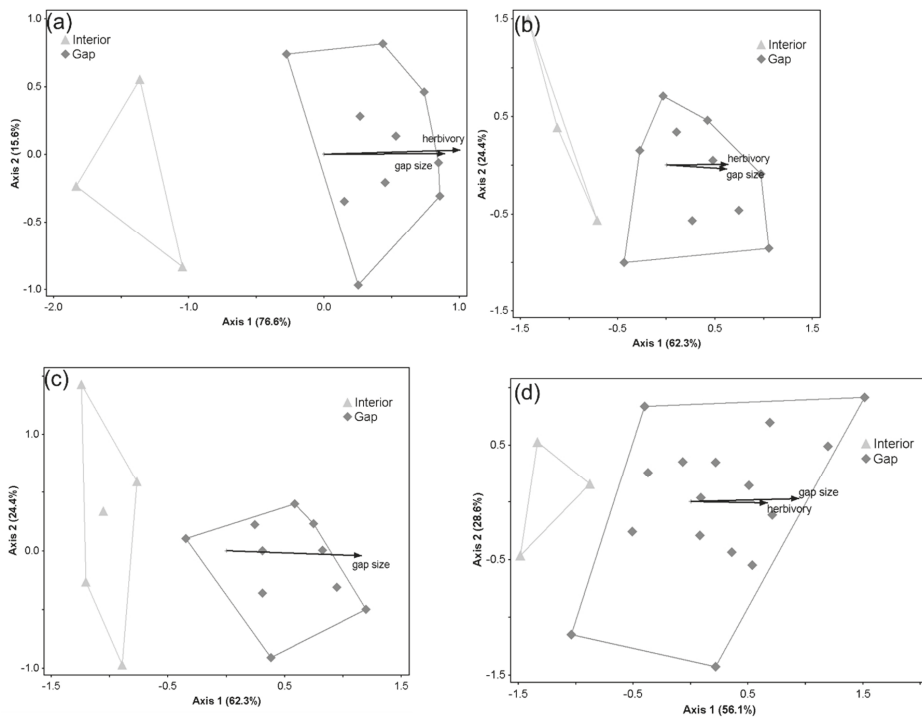 (a)
Interior
Gap
1.0
0.5
0.0
-0.5
-1.0
Axis 2 (15.6%)
herbivory
gap size
-2.0 -1.0 0.0 1.0
Axis 1 (76.6%)
(b)
Interior
Gap
1.5
0.5
-0.5
-1.5
Axis 2 (24.4%)
herbivory
gap size
-1.5 -0.5 0.5 1.5
Axis 1 (62.3%)
(c)
Interior
Gap
1.0
0.0
-1.0
Axis 2 (24.4%)
gap size
-1.5 -0.5 0.5 1.5
Axis 1 (62.3%)
(d)
Interior
Gap
0.5
-0.5
-1.5
Axis 2 (28.6%)
gap size
herbivory
-1.5 -0.5 0.5 1.5
Axis 1 (56.1%)